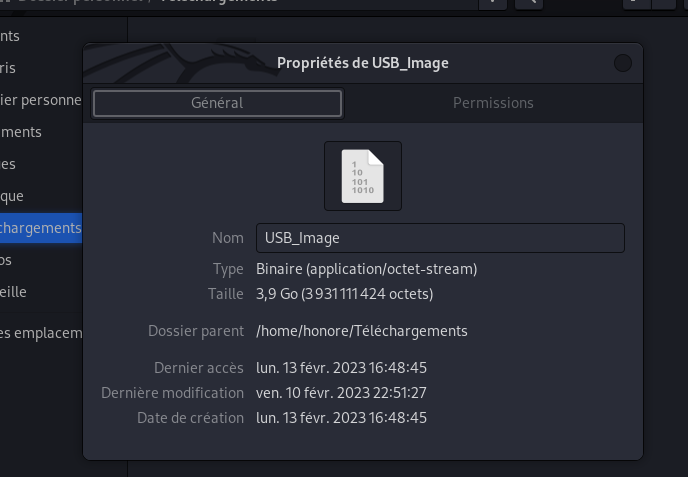 Dossier personnel
Téléchargements
Propriétés de USB_Image
Général
Permissions
1
10
101
1010
Nom USB_Image
Type Binaire (application/octet-stream)
Taille 3,9 Go (3 931 111 424 octets)
Dossier parent /home/honore/Téléchargements
Dernier accès lun. 13 févr. 2023 16:48:45
Dernière modification ven. 10 févr. 2023 22:51:27
Date de création lun. 13 févr. 2023 16:48:45
nts
ris
ier personne
ments
es
que
chargements
os
eille
es emplacem